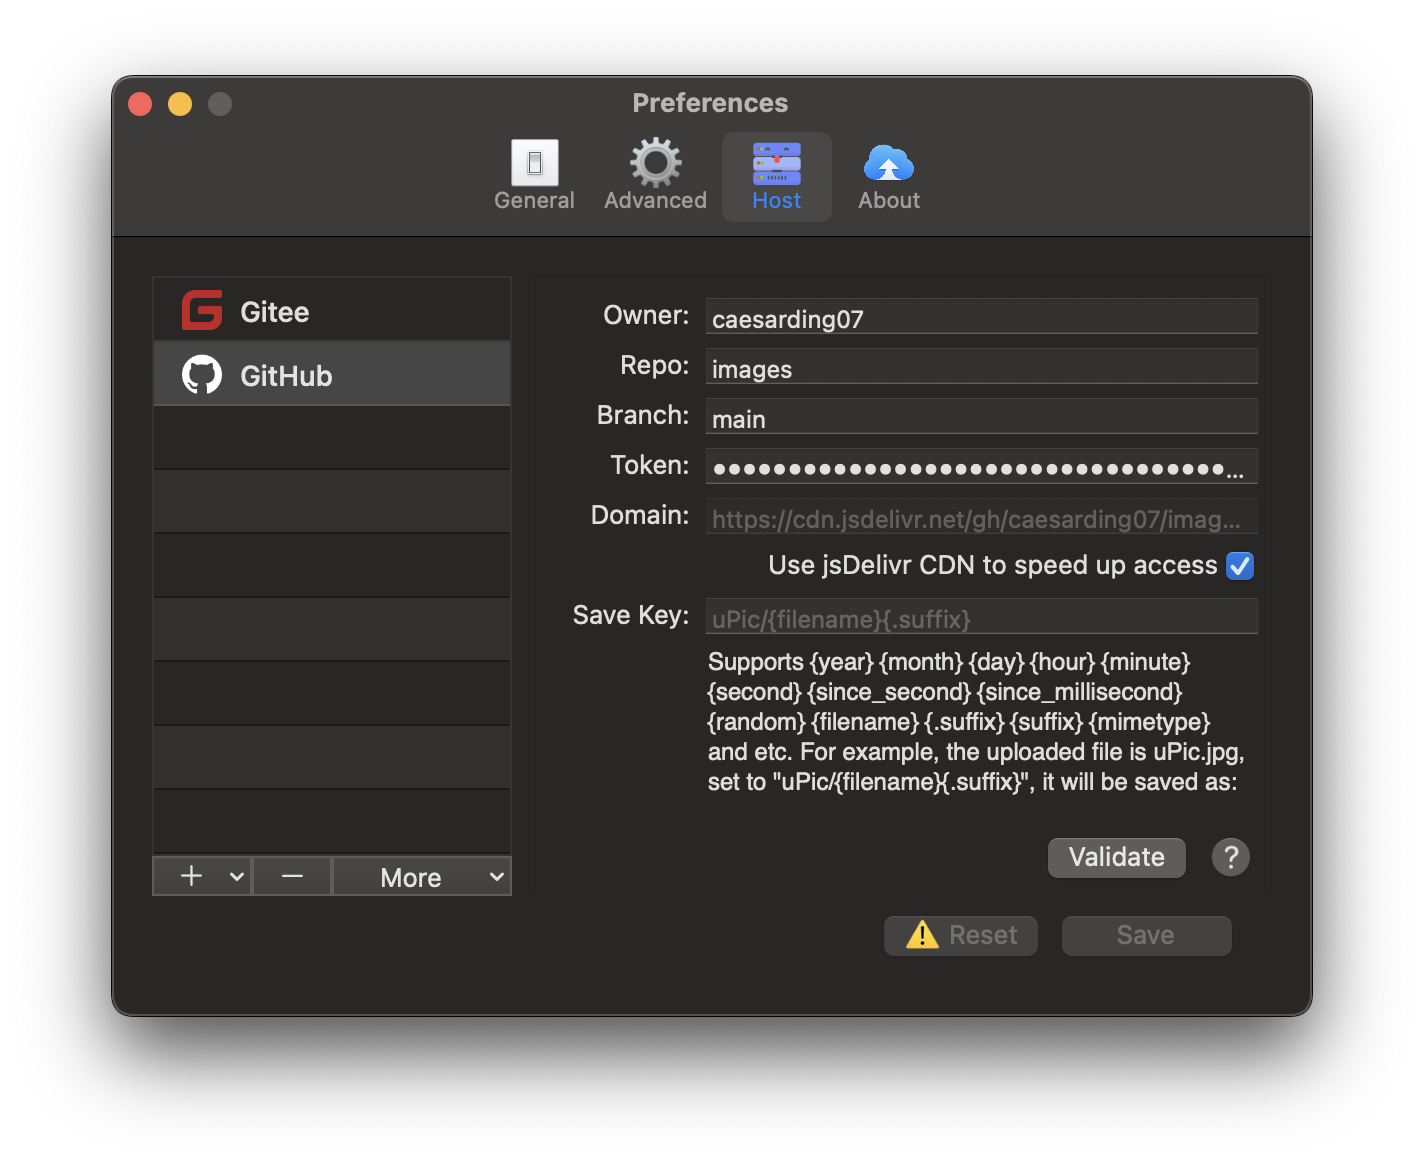 Preferences
General Advanced Host About
Gitee
GitHub
Owner: caesarding07
Repo: images
Branch: main
Token: ●●●●●●●●●●●●●●●●●●●●●●●●●●●●●●●●●●...
Domain: https://cdn.jsdelivr.net/gh/caesarding07/imag...
Use jsDelivr CDN to speed up access
Save Key: uPic/{filename}{.suffix}
Supports {year} {month} {day} {hour} {minute}
{second} {since_second} {since_millisecond}
{random} {filename} {.suffix} {suffix} {mimetype}
and etc. For example, the uploaded file is uPic.jpg,
set to "uPic/{filename}{.suffix}", it will be saved as:
Validate ?
+ − More
Reset Save